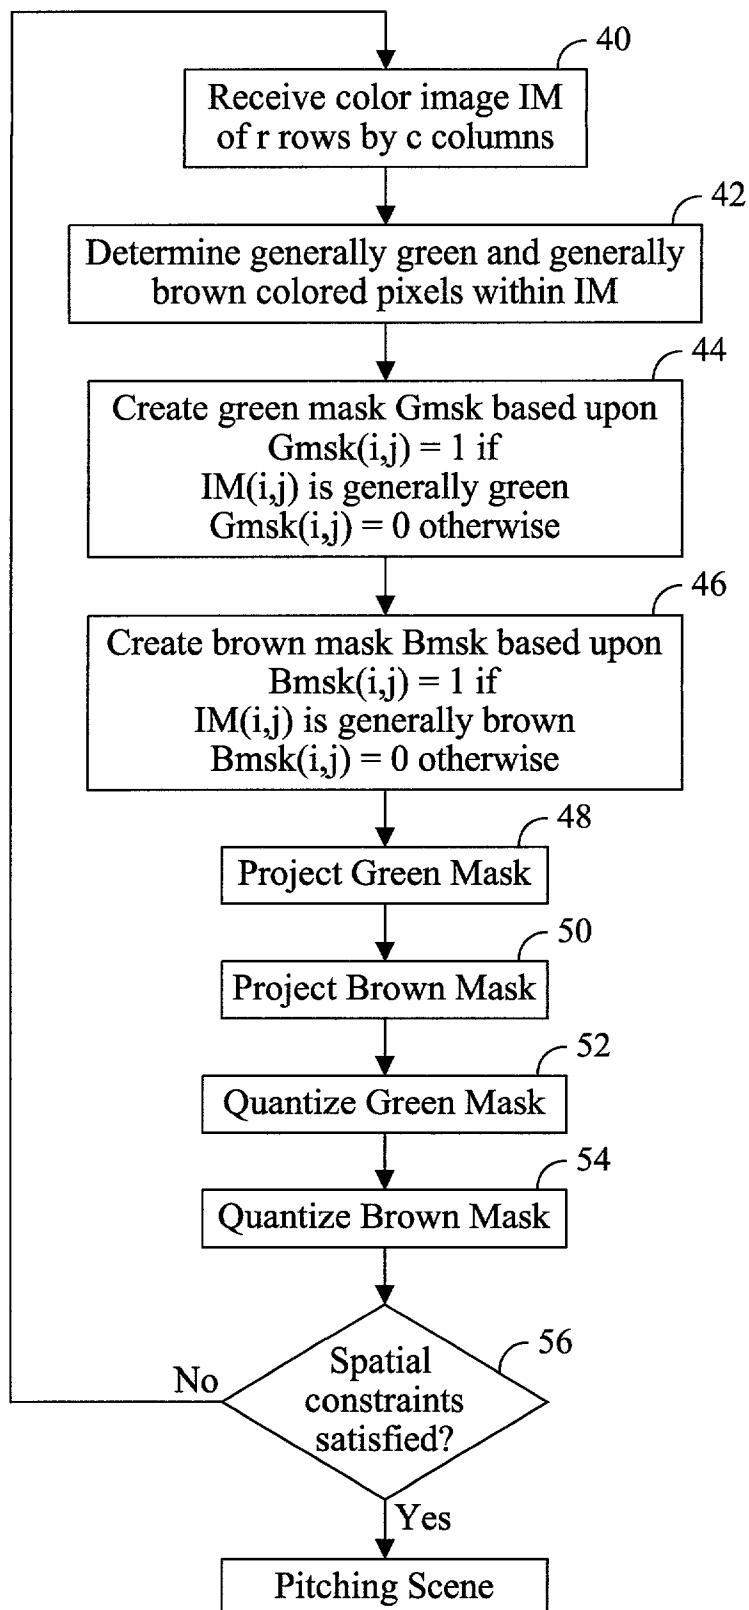 40
Receive color image IM
of r rows by c columns
42
Determine generally green and generally
brown colored pixels within IM
44
Create green mask Gmsk based upon
Gmsk(i,j) = 1 if
IM(i,j) is generally green
Gmsk(i,j) = 0 otherwise
46
Create brown mask Bmsk based upon
Bmsk(i,j) = 1 if
IM(i,j) is generally brown
Bmsk(i,j) = 0 otherwise
48
Project Green Mask
50
Project Brown Mask
52
Quantize Green Mask
54
Quantize Brown Mask
56
Spatial
constraints
satisfied?
No
Yes
Pitching Scene